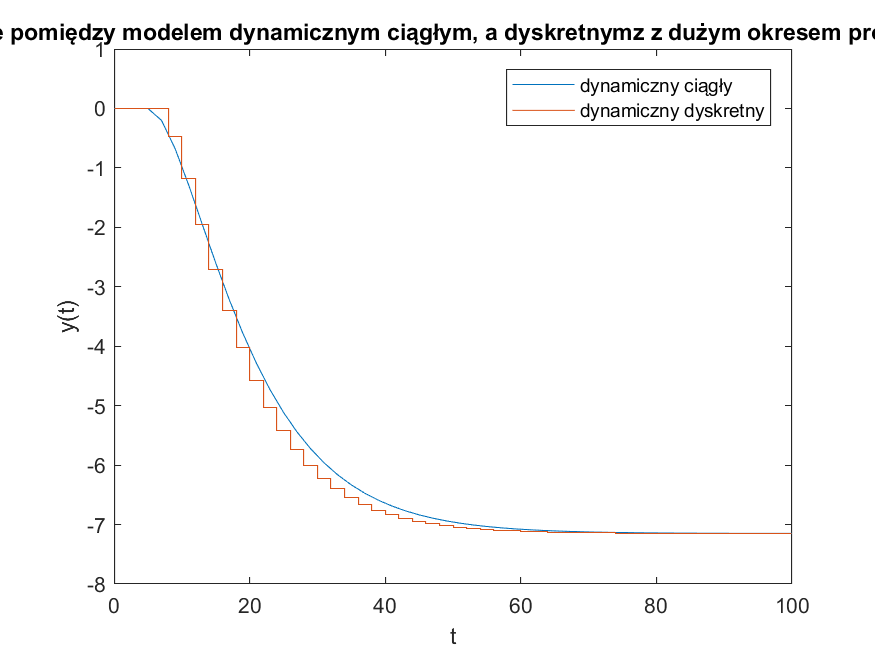 e pomiędzy modelem dynamicznym ciągłym, a dyskretnymz z dużym okresem pr
dynamiczny ciągły
dynamiczny dyskretny
1
0
-1
-2
-3
-4
-5
-6
-7
-8
y(t)
0 20 40 60 80 100
t